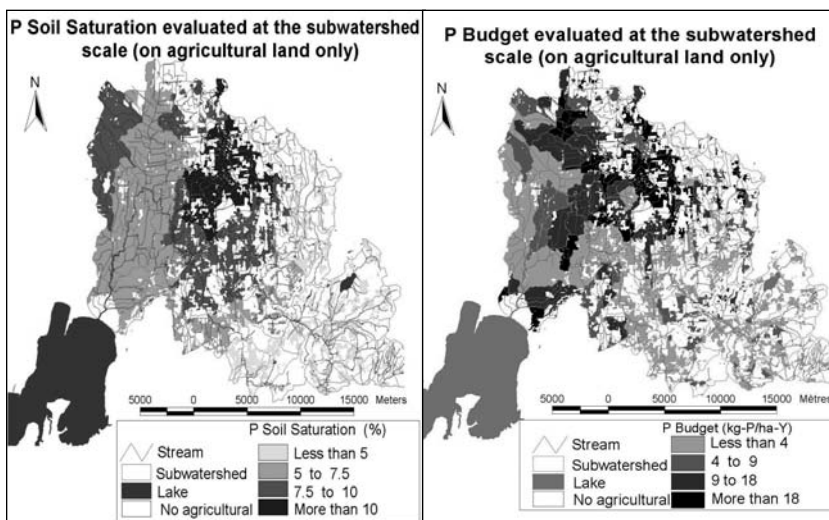 P Soil Saturation evaluated at the subwatershed
scale (on agricultural land only)
N
5000 0 5000 10000 15000 Meters
P Soil Saturation (%)
Stream
Subwatershed
Lake
No agricultural
Less than 5
5 to 7.5
7.5 to 10
More than 10
P Budget evaluated at the subwatershed
scale (on agricultural land only)
N
5000 0 5000 10000 15000 Mètres
P Budget (kg-P/ha-Y)
Stream
Subwatershed
Lake
No agricultural
Less than 4
4 to 9
9 to 18
More than 18